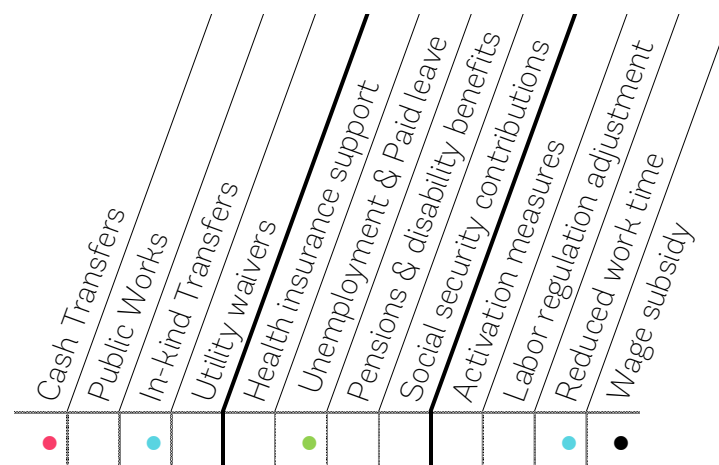 Cash Transfers
Public Works
In-kind Transfers
Utility waivers
Health insurance support
Unemployment & Paid leave
Pensions & disability benefits
Social security contributions
Activation measures
Labor regulation adjustment
Reduced work time
Wage subsidy